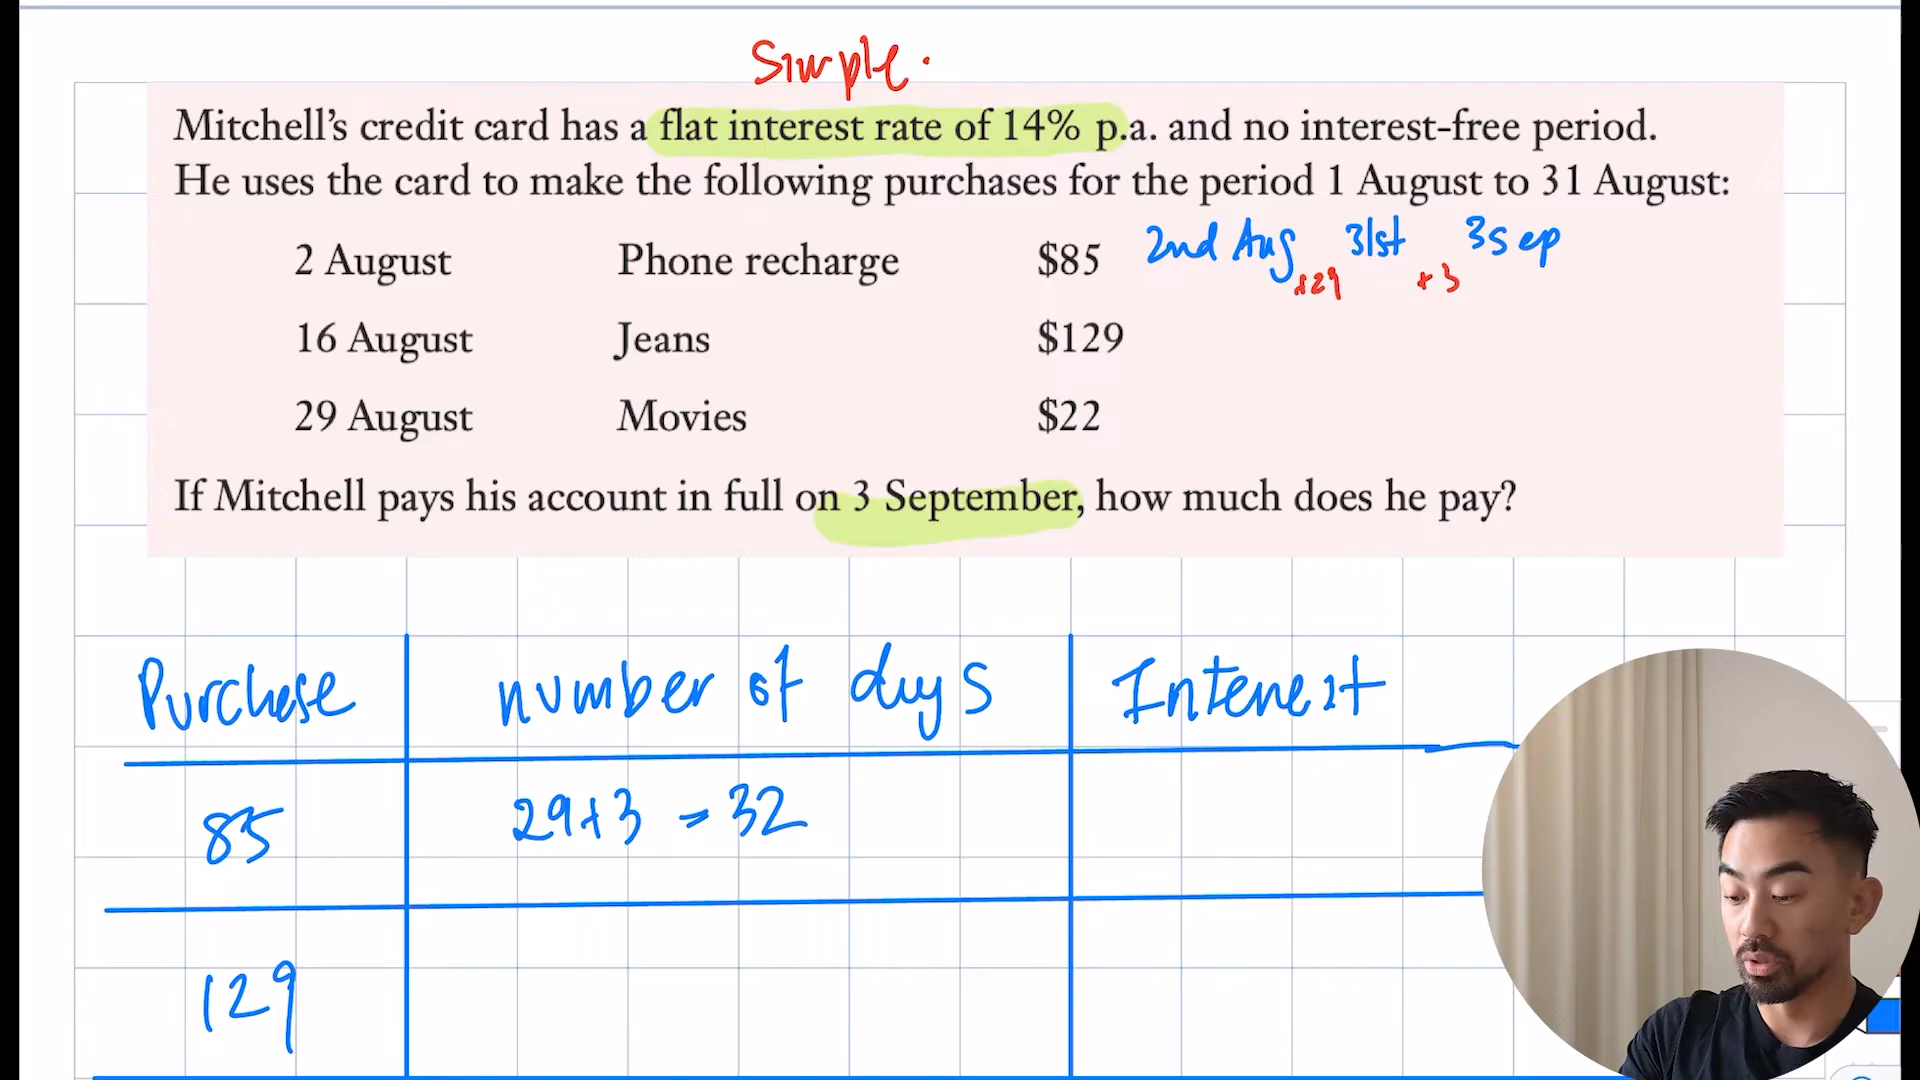 Simple.
Mitchell's credit card has a flat interest rate of 14% p.a. and no interest-free period.
He uses the card to make the following purchases for the period 1 August to 31 August:
2 August Phone recharge $85 2nd Aug 31st 3 Sep
+29 +3
16 August Jeans $129
29 August Movies $22
If Mitchell pays his account in full on 3 September, how much does he pay?
Purchase number of days Interest
85 29+3 = 32
129